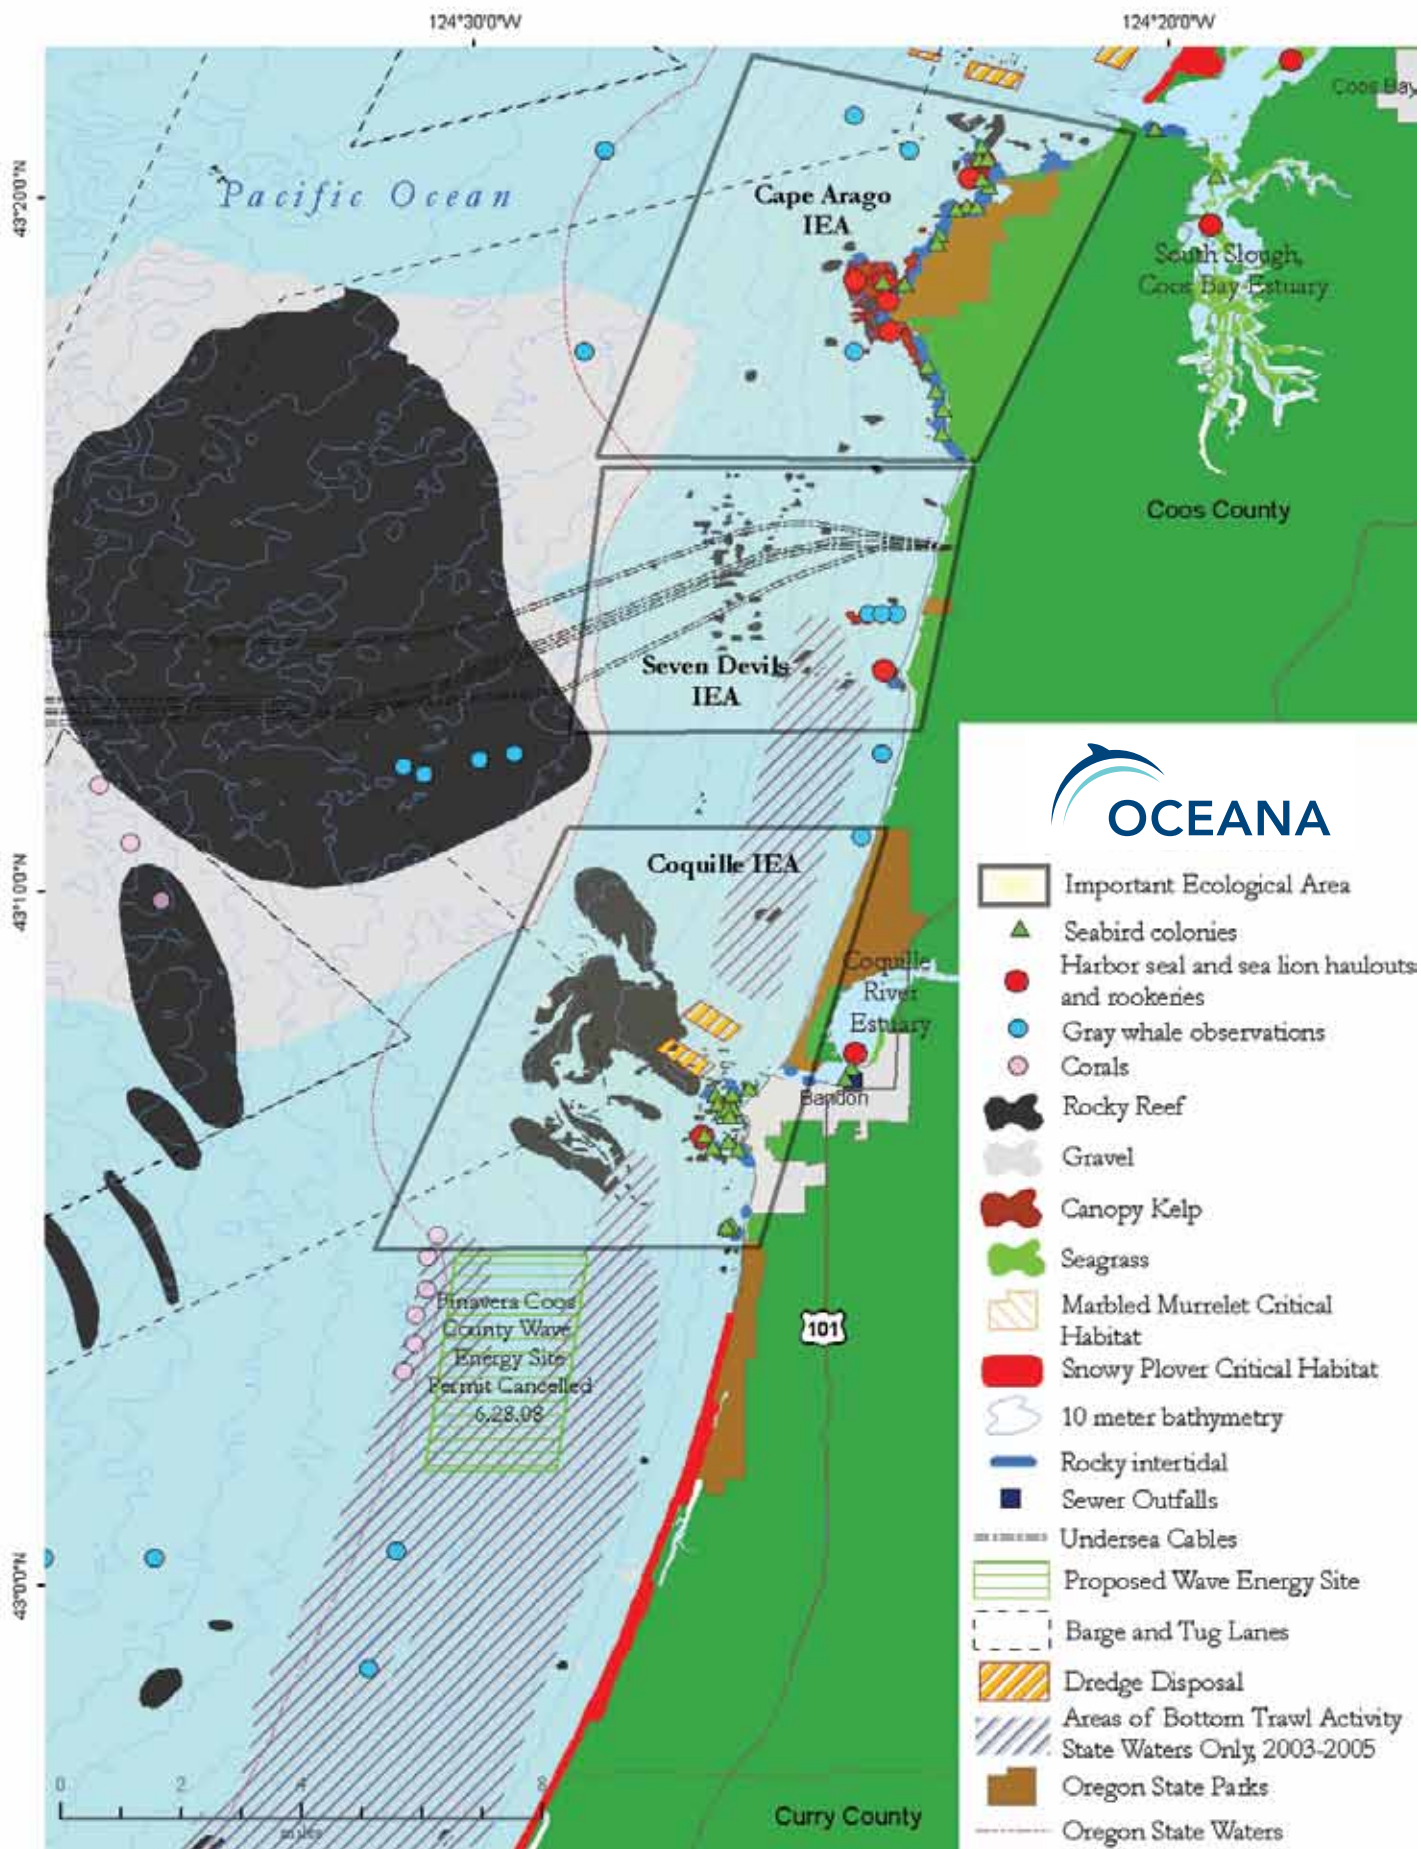 124°30'0"W
124°20'0"W
43°20'0"N
43°10'0"N
43°0'0"N
Pacific Ocean
Coos Bay
Cape Arago
IEA
South Slough,
Coos Bay Estuary
Coos County
Seven Devils
IEA
Coquille IEA
Coquille
River
Estuary
Bandon
Finavera Coos
County Wave
Energy Site
Permit Cancelled
6.28.08
101
Curry County
0 2 4 8
miles
OCEANA
Important Ecological Area
Seabird colonies
Harbor seal and sea lion haulouts
and rookeries
Gray whale observations
Corals
Rocky Reef
Gravel
Canopy Kelp
Seagrass
Marbled Murrelet Critical
Habitat
Snowy Plover Critical Habitat
10 meter bathymetry
Rocky intertidal
Sewer Outfalls
Undersea Cables
Proposed Wave Energy Site
Barge and Tug Lanes
Dredge Disposal
Areas of Bottom Trawl Activity
State Waters Only, 2003-2005
Oregon State Parks
Oregon State Waters